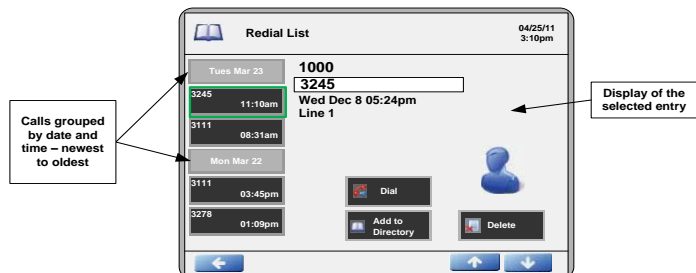 Redial List
04/25/11
3:10pm
Tues Mar 23
3245
11:10am
3111
08:31am
Mon Mar 22
3111
03:45pm
3278
01:09pm
1000
3245
Wed Dec 8 05:24pm
Line 1
Dial
Add to
Directory
Delete
Calls grouped
by date and
time – newest
to oldest
Display of the
selected entry